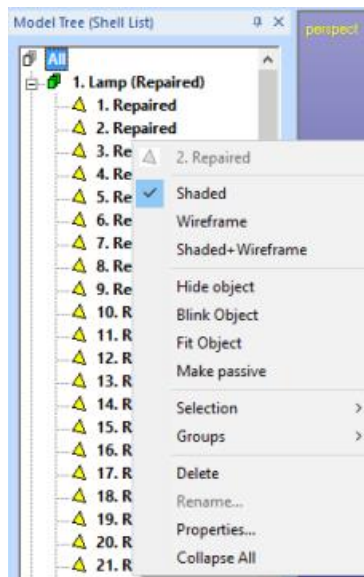 Model Tree (Shell List)
perspect
All
1. Lamp (Repaired)
1. Repaired
2. Repaired
3. Re
4. Re
5. Re
6. Re
7. Re
8. Re
9. Re
10. R
11. R
12. R
13. R
14. R
15. R
16. R
17. R
18. R
19. R
20. R
21. R
2. Repaired
Shaded
Wireframe
Shaded+Wireframe
Hide object
Blink Object
Fit Object
Make passive
Selection
Groups
Delete
Rename...
Properties...
Collapse All